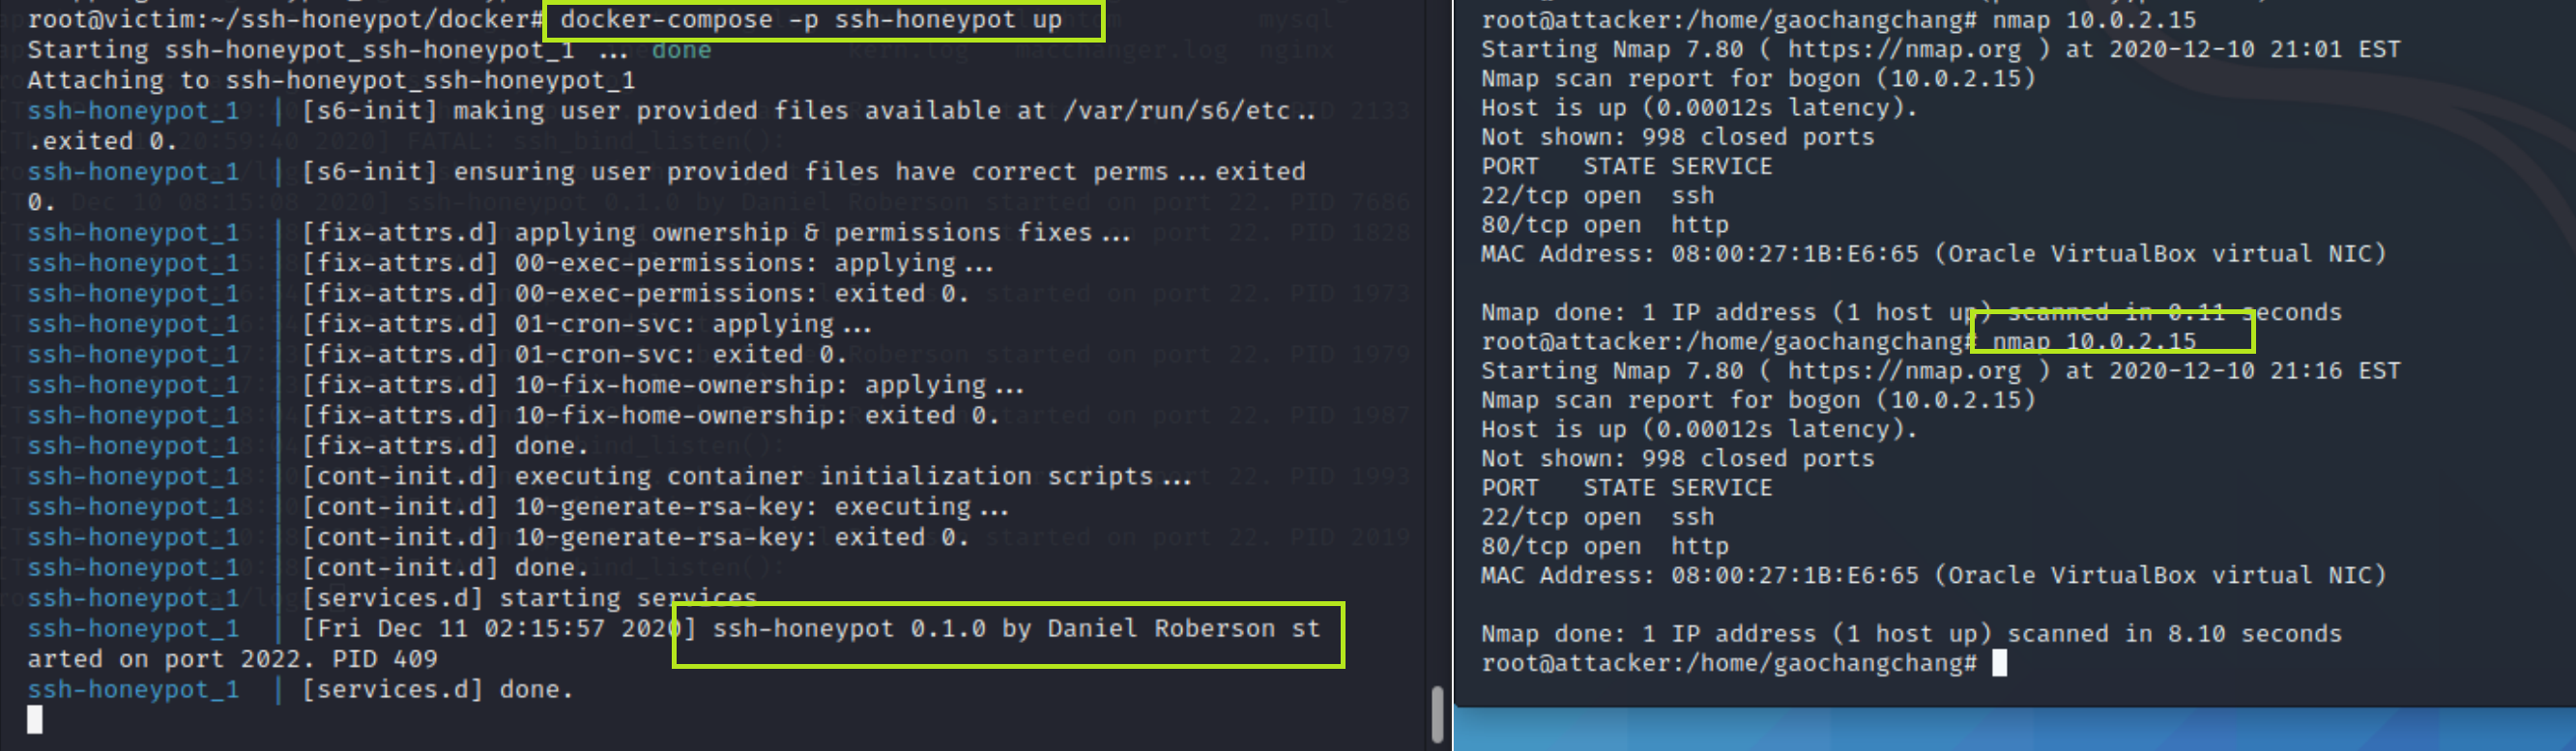 root@victim:~/ssh-honeypot/docker# docker-compose -p ssh-honeypot up
Starting ssh-honeypot_ssh-honeypot_1 ... done
Attaching to ssh-honeypot_ssh-honeypot_1
ssh-honeypot_1 | [s6-init] making user provided files available at /var/run/s6/etc..
.exited 0.
ssh-honeypot_1 | [s6-init] ensuring user provided files have correct perms...exited
0.
ssh-honeypot_1 | [fix-attrs.d] applying ownership & permissions fixes...
ssh-honeypot_1 | [fix-attrs.d] 00-exec-permissions: applying...
ssh-honeypot_1 | [fix-attrs.d] 00-exec-permissions: exited 0.
ssh-honeypot_1 | [fix-attrs.d] 01-cron-svc: applying...
ssh-honeypot_1 | [fix-attrs.d] 01-cron-svc: exited 0.
ssh-honeypot_1 | [fix-attrs.d] 10-fix-home-ownership: applying...
ssh-honeypot_1 | [fix-attrs.d] 10-fix-home-ownership: exited 0.
ssh-honeypot_1 | [fix-attrs.d] done.
ssh-honeypot_1 | [cont-init.d] executing container initialization scripts...
ssh-honeypot_1 | [cont-init.d] 10-generate-rsa-key: executing...
ssh-honeypot_1 | [cont-init.d] 10-generate-rsa-key: exited 0.
ssh-honeypot_1 | [cont-init.d] done.
ssh-honeypot_1 | [services.d] starting services
ssh-honeypot_1 | [Fri Dec 11 02:15:57 2020] ssh-honeypot 0.1.0 by Daniel Roberson st
arted on port 2022. PID 409
ssh-honeypot_1 | [services.d] done.
root@attacker:/home/gaochangchang# nmap 10.0.2.15
Starting Nmap 7.80 ( https://nmap.org ) at 2020-12-10 21:01 EST
Nmap scan report for bogon (10.0.2.15)
Host is up (0.00012s latency).
Not shown: 998 closed ports
PORT   STATE SERVICE
22/tcp open  ssh
80/tcp open  http
MAC Address: 08:00:27:1B:E6:65 (Oracle VirtualBox virtual NIC)
Nmap done: 1 IP address (1 host up) scanned in 0.11 seconds
root@attacker:/home/gaochangchang# nmap 10.0.2.15
Starting Nmap 7.80 ( https://nmap.org ) at 2020-12-10 21:16 EST
Nmap scan report for bogon (10.0.2.15)
Host is up (0.00012s latency).
Not shown: 998 closed ports
PORT   STATE SERVICE
22/tcp open  ssh
80/tcp open  http
MAC Address: 08:00:27:1B:E6:65 (Oracle VirtualBox virtual NIC)
Nmap done: 1 IP address (1 host up) scanned in 8.10 seconds
root@attacker:/home/gaochangchang#